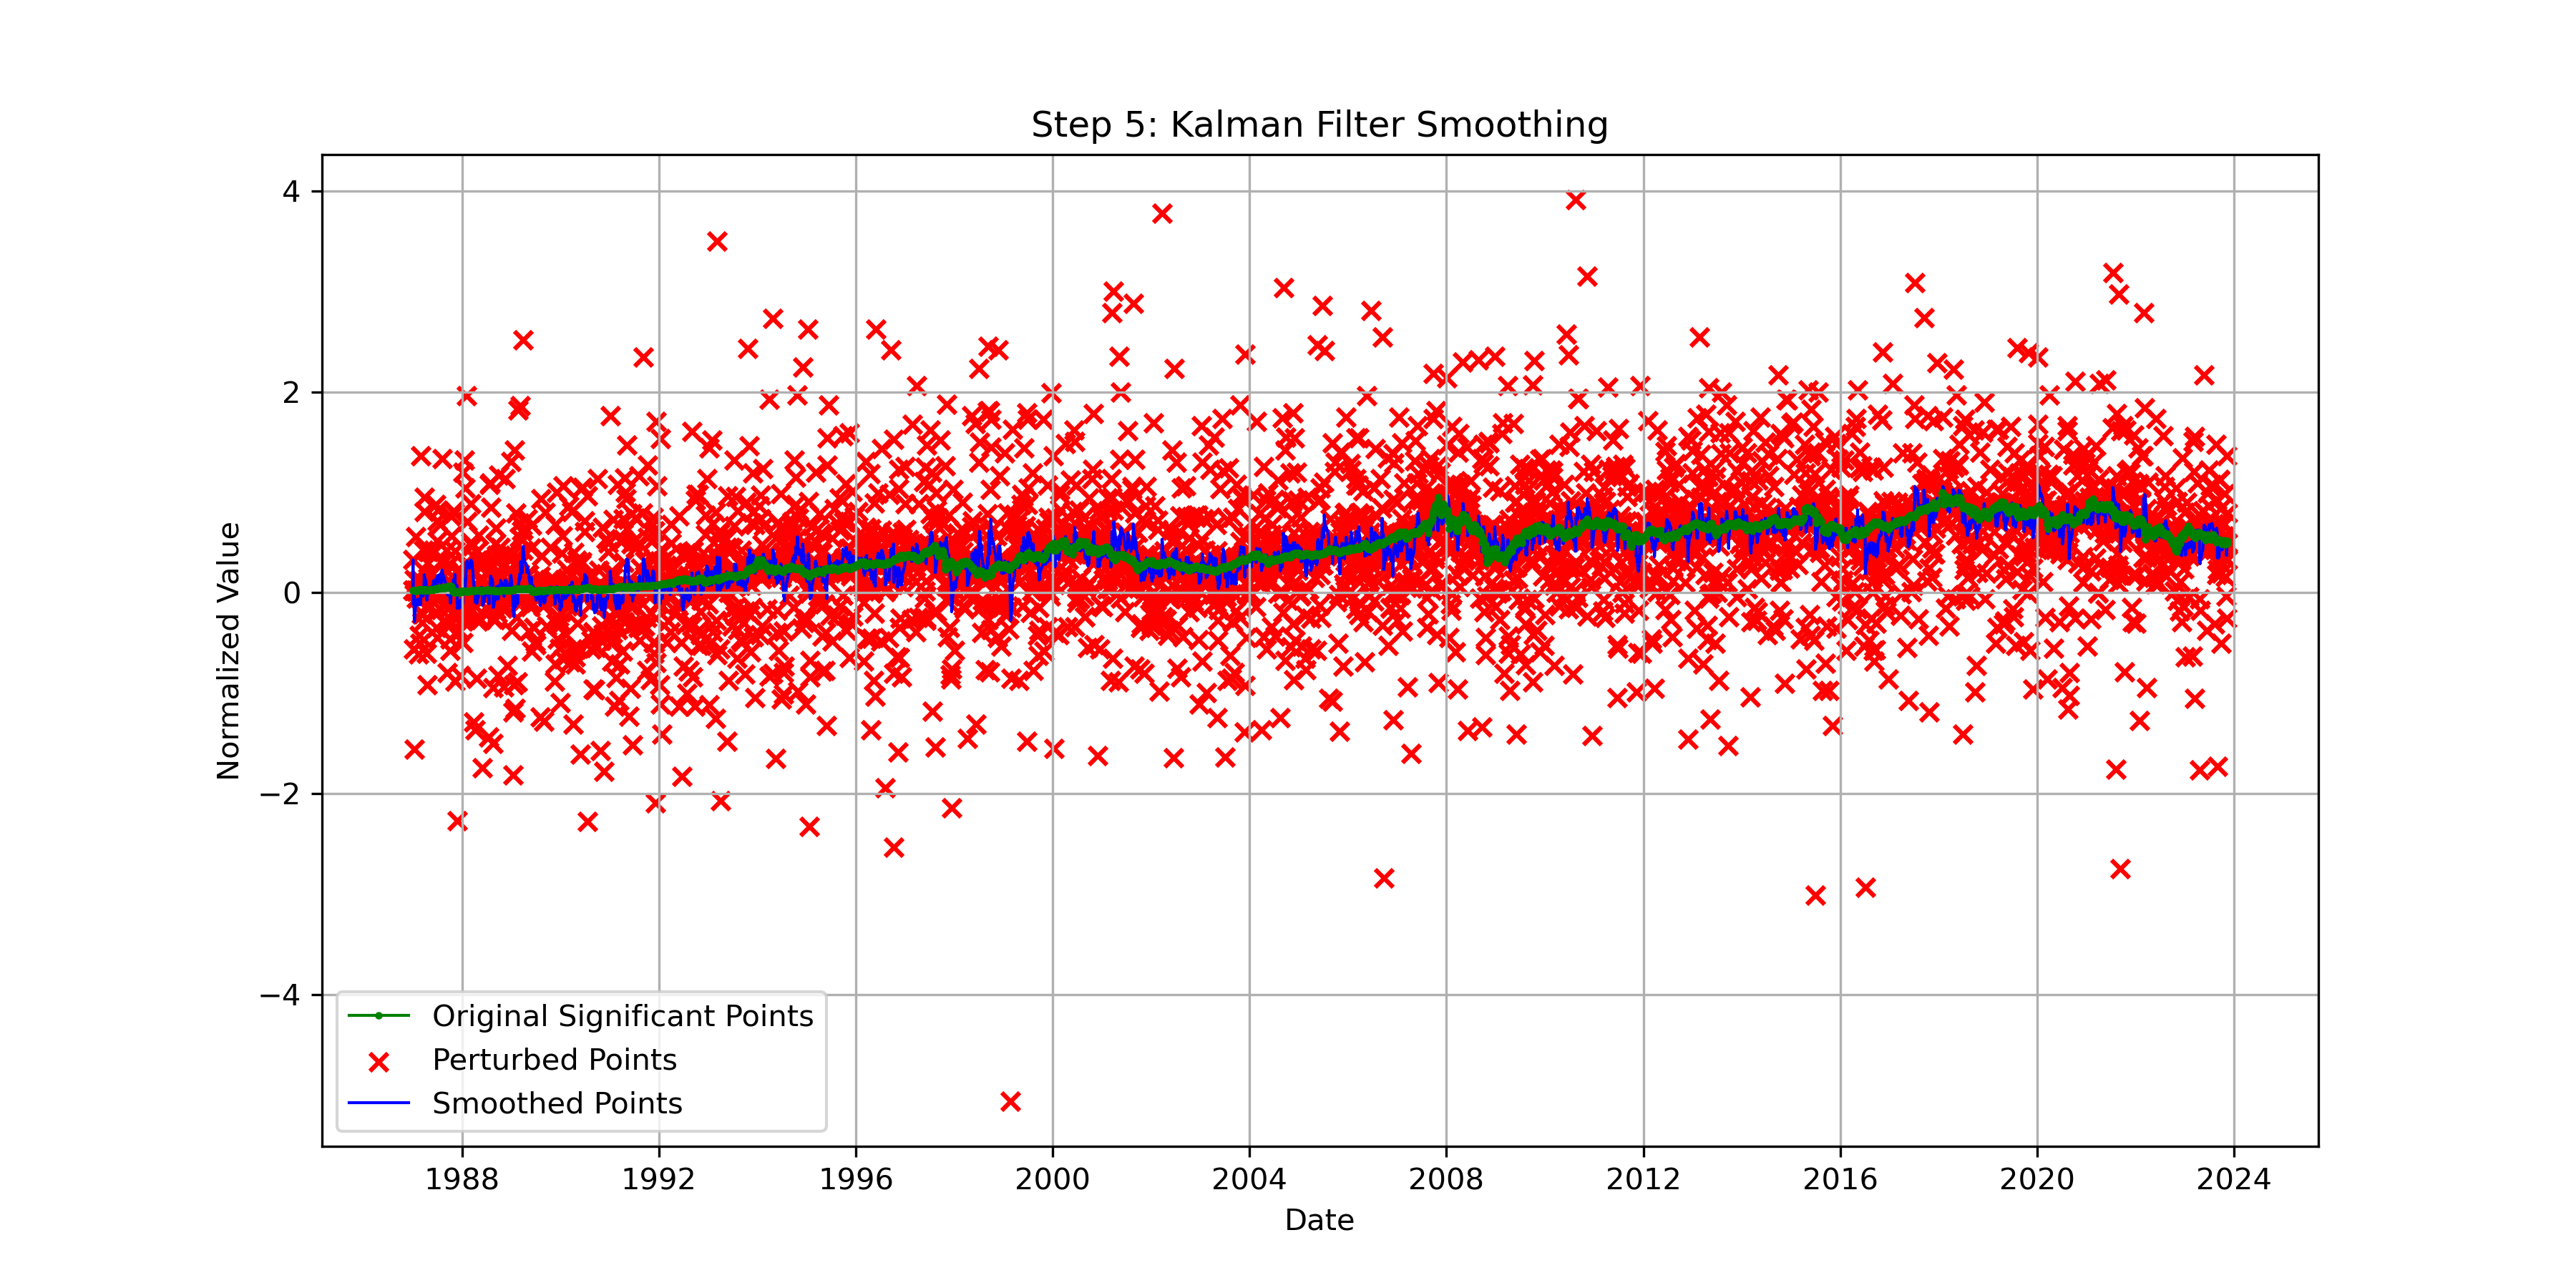 Step 5: Kalman Filter Smoothing
Normalized Value
4
2
0
−2
−4
Original Significant Points
Perturbed Points
Smoothed Points
1988 1992 1996 2000 2004 2008 2012 2016 2020 2024
Date